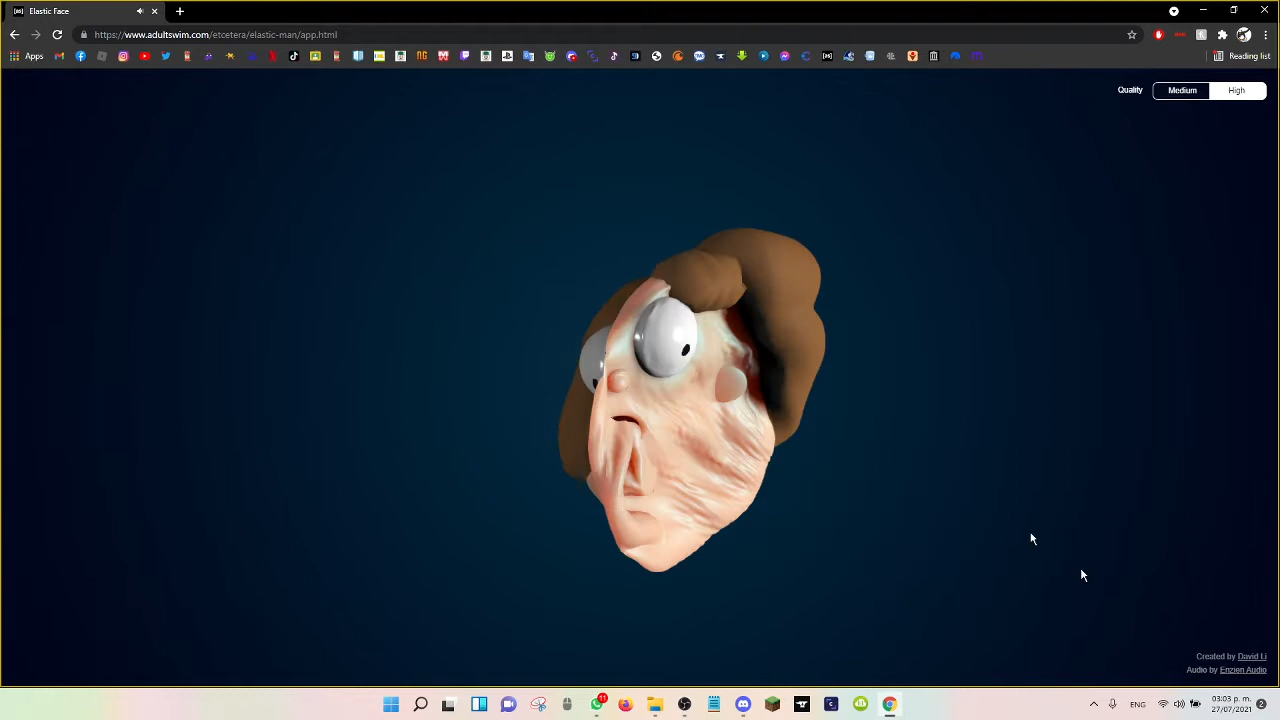 Elastic Face
https://www.adultswim.com/etcetera/elastic-man/app.html
Apps
Reading list
Quality Medium High
Created by David Li
Audio by Enzien Audio
11
ENG
03:03 p. m.
27/07/2021